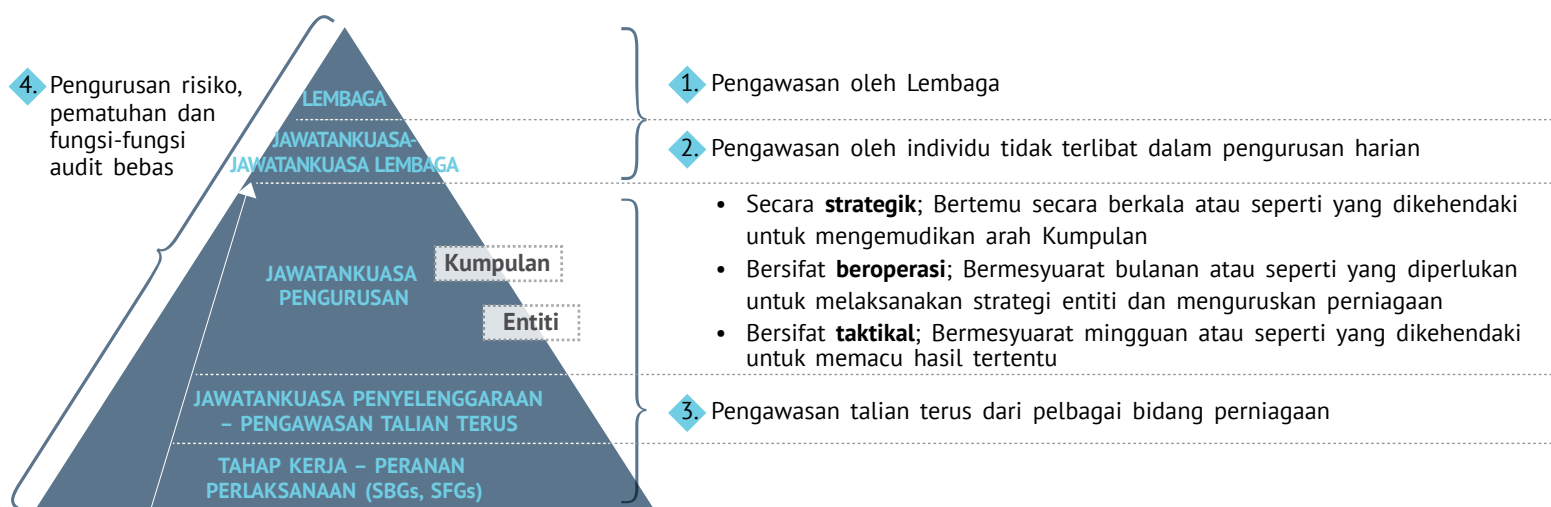 4. Pengurusan risiko,
pematuhan dan
fungsi-fungsi
audit bebas
LEMBAGA
JAWATANKUASA-
JAWATANKUASA LEMBAGA
JAWATANKUASA
PENGURUSAN
Kumpulan
Entiti
JAWATANKUASA PENYELENGGARAAN
– PENGAWASAN TALIAN TERUS
TAHAP KERJA – PERANAN
PERLAKSANAAN (SBGs, SFGs)
1. Pengawasan oleh Lembaga
2. Pengawasan oleh individu tidak terlibat dalam pengurusan harian
• Secara strategik; Bertemu secara berkala atau seperti yang dikehendaki
untuk mengemudikan arah Kumpulan
• Bersifat beroperasi; Bermesyuarat bulanan atau seperti yang diperlukan
untuk melaksanakan strategi entiti dan menguruskan perniagaan
• Bersifat taktikal; Bermesyuarat mingguan atau seperti yang dikehendaki
untuk memacu hasil tertentu
3. Pengawasan talian terus dari pelbagai bidang perniagaan